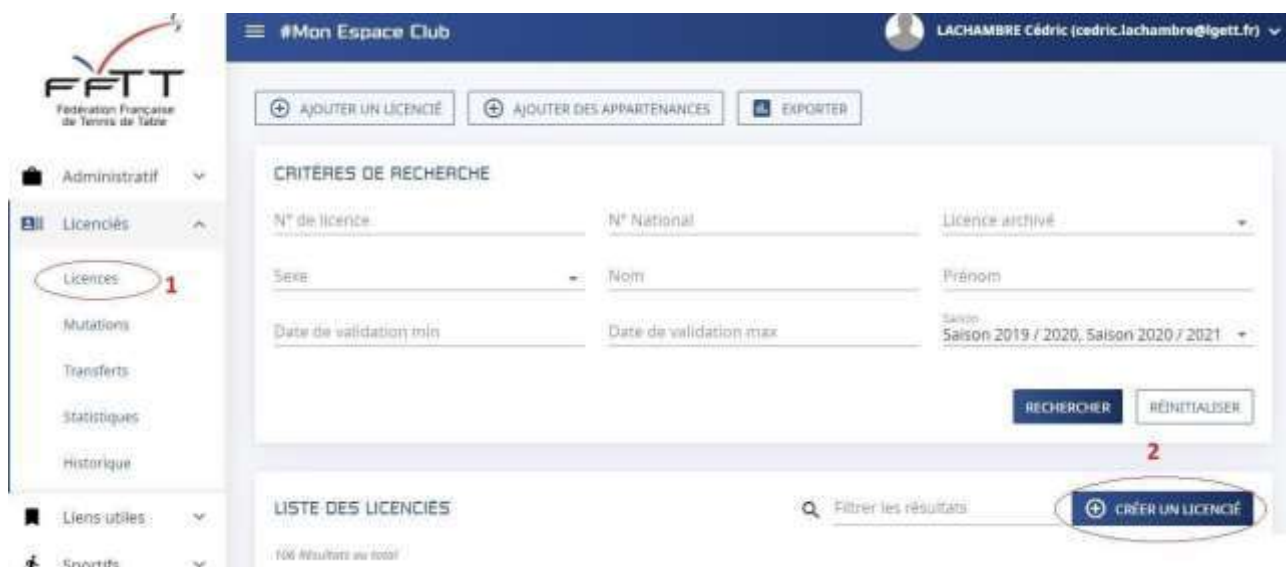 #Mon Espace Club
LACHAMBRE Cédric (cedric.lachambre@lgett.fr)
FFTT
Fédération Française
de Tennis de Table
AJOUTER UN LICENCIÉ
AJOUTER DES APPARTENANCES
EXPORTER
Administratif
Licenciés
Licences
1
Mutations
Transferts
Statistiques
Historique
Liens utiles
Sportifs
CRITÈRES DE RECHERCHE
N° de licence
N° National
Licence archivé
Sexe
Nom
Prénom
Date de validation min
Date de validation max
Saison
Saison 2019 / 2020, Saison 2020 / 2021
RECHERCHER
RÉINITIALISER
2
LISTE DES LICENCIÉS
Filtrer les résultats
CRÉER UN LICENCIÉ
106 Résultats au total